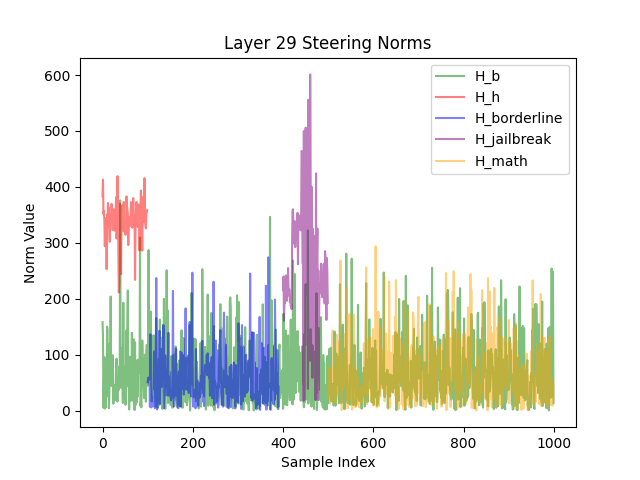 Layer 29 Steering Norms
Norm Value
600
500
400
300
200
100
0
H_b
H_h
H_borderline
H_jailbreak
H_math
0
200
400
600
800
1000
Sample Index